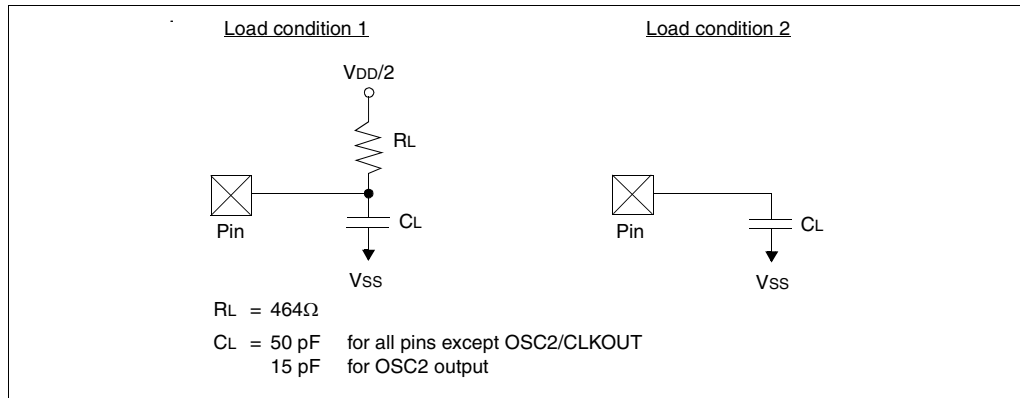 Load condition 1
Load condition 2
VDD/2
RL
CL
Pin
VSS
CL
Pin
VSS
RL = 464Ω
CL = 50 pF for all pins except OSC2/CLKOUT
15 pF for OSC2 output